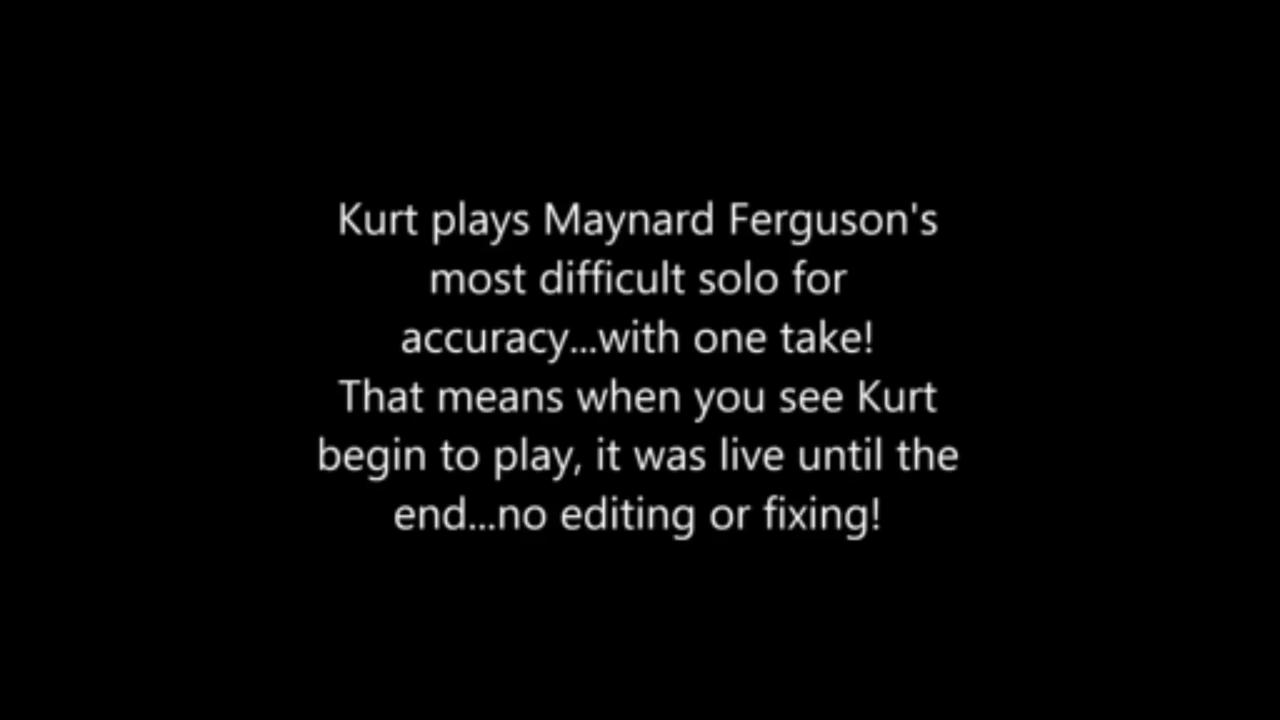 Kurt plays Maynard Ferguson's
most difficult solo for
accuracy...with one take!
That means when you see Kurt
begin to play, it was live until the
end...no editing or fixing!